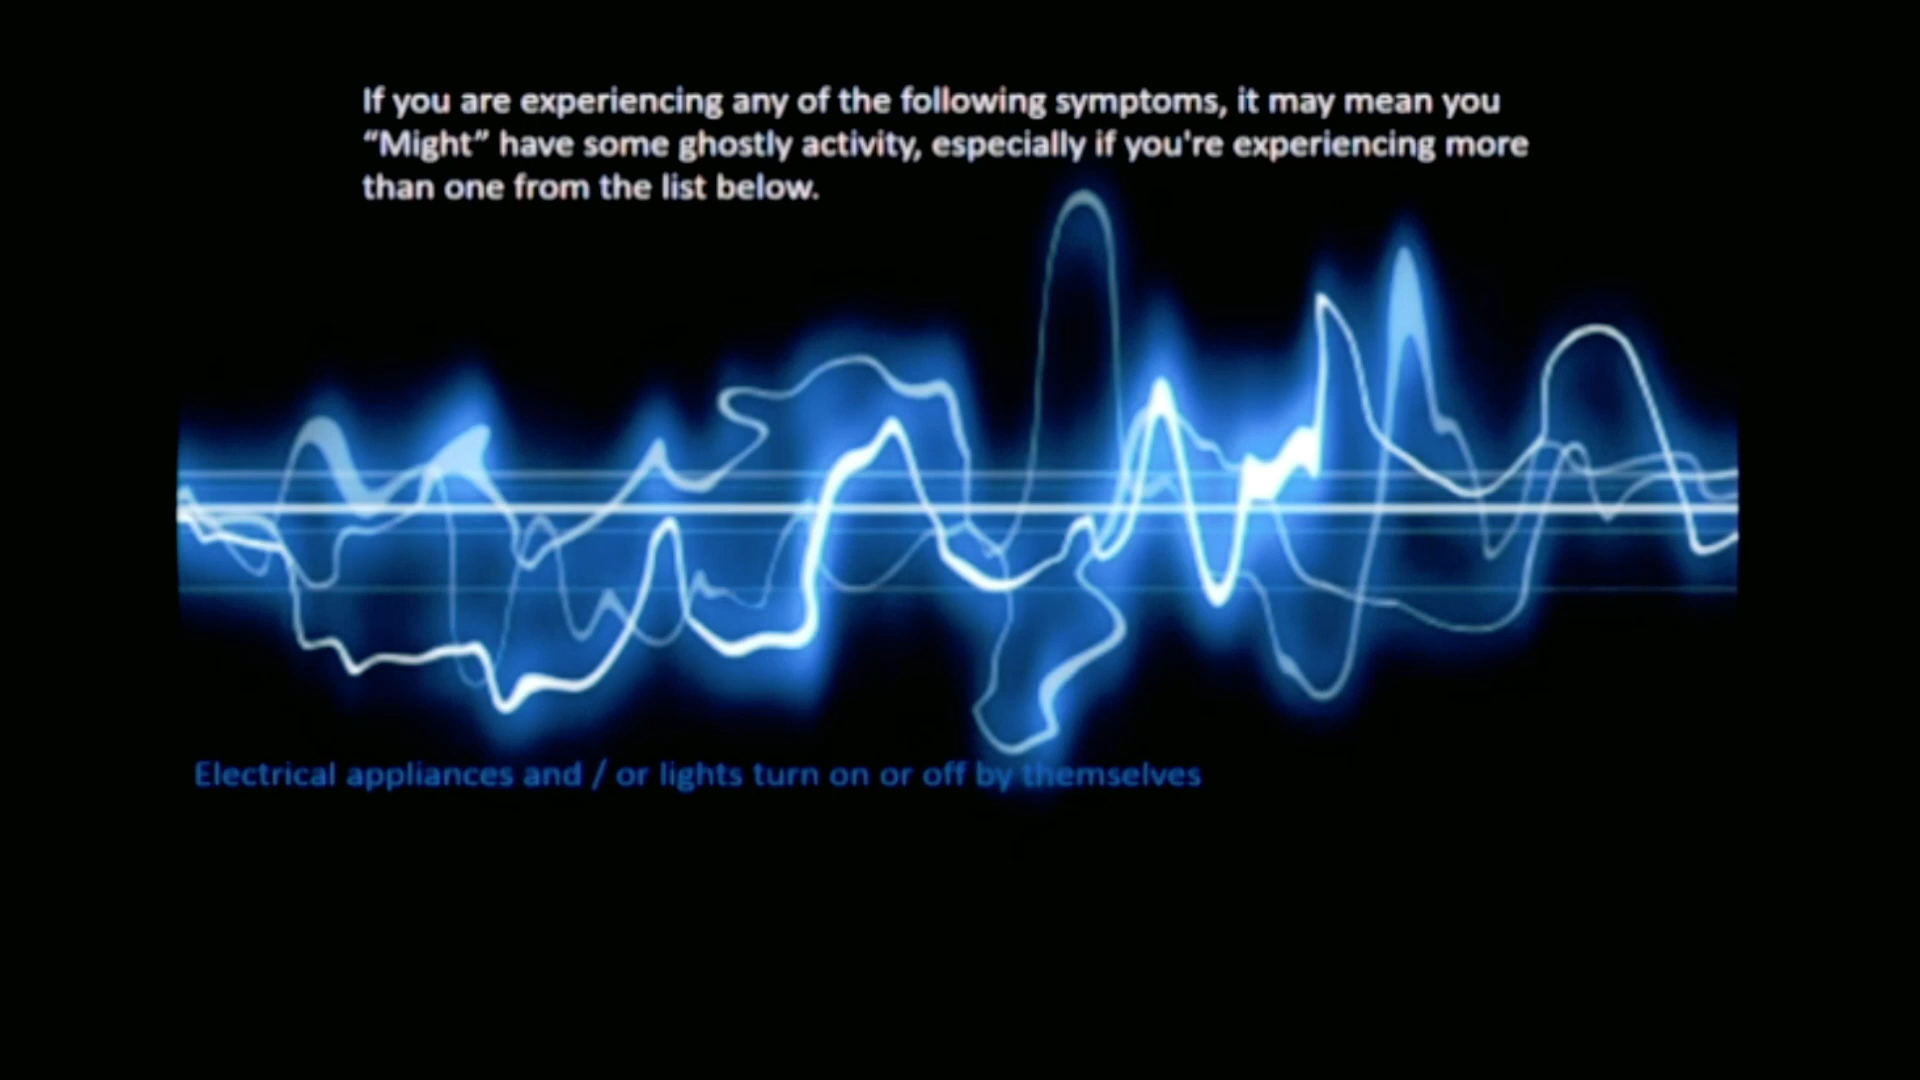 If you are experiencing any of the following symptoms, it may mean you
“Might” have some ghostly activity, especially if you're experiencing more
than one from the list below.
Electrical appliances and / or lights turn on or off by themselves